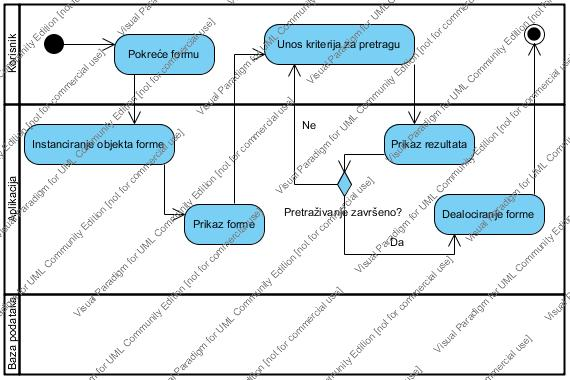 Korisnik
Pokreće formu
Unos kriterija za pretragu
Aplikacija
Instanciranje objekta forme
Ne
Prikaz rezultata
Prikaz forme
Pretraživanje završeno?
Dealociranje forme
Da
Baza podataka
Visual Paradigm for UML Community Edition [not for commercial use]